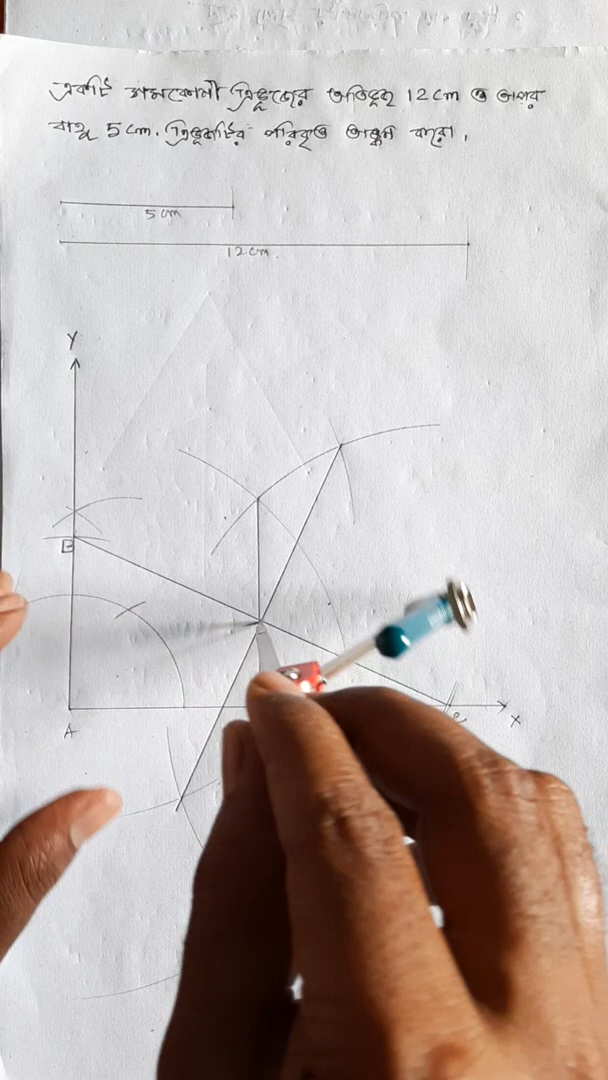 একটি সমকোণী ত্রিভুজের অতিভুজ 12 cm ও অপর
বাহু 5 cm. ত্রিভুজটির পরিবৃত্ত অঙ্কন করো।
5 cm
12 cm.
Y
B
A
C
X